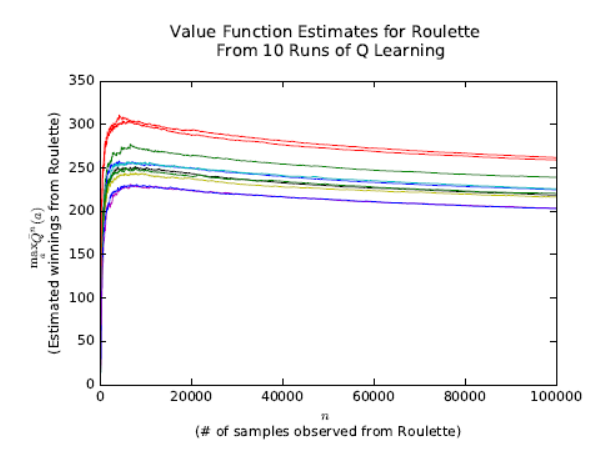 Value Function Estimates for Roulette
From 10 Runs of Q Learning
350
300
250
200
150
100
50
0
max_a Q̄^n(a)
(Estimated winnings from Roulette)
0 20000 40000 60000 80000 100000
n
(# of samples observed from Roulette)